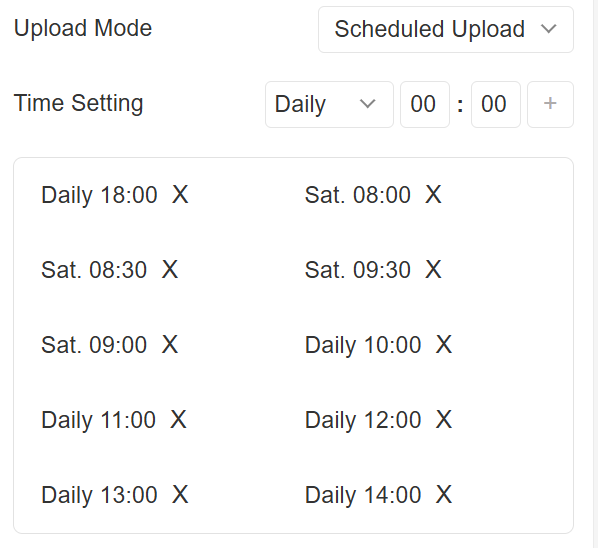 Upload Mode Scheduled Upload
Time Setting Daily 00 : 00 +
Daily 18:00 X Sat. 08:00 X
Sat. 08:30 X Sat. 09:30 X
Sat. 09:00 X Daily 10:00 X
Daily 11:00 X Daily 12:00 X
Daily 13:00 X Daily 14:00 X